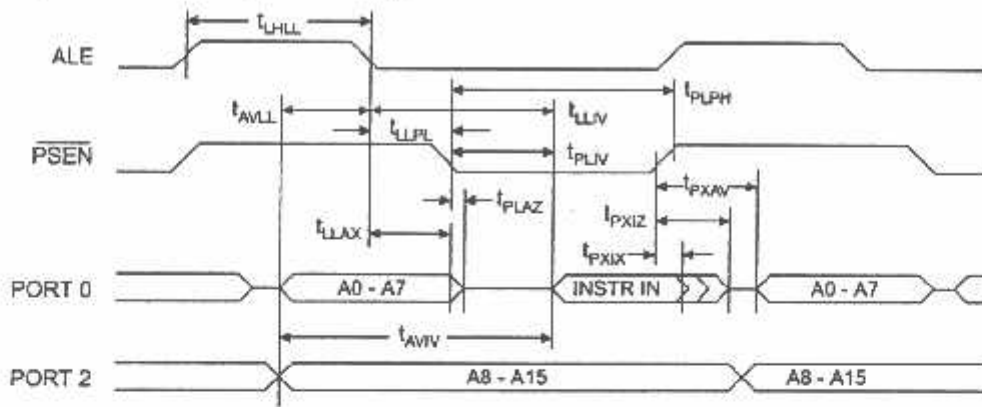 tLHLL
ALE
tPLPH
tAVLL
tLLIV
tLLPL
PSEN
tPLIV
tPXAV
tPLAZ
tPXIZ
tLLAX
tPXIX
PORT 0 A0 - A7 INSTR IN A0 - A7
tAVIV
PORT 2 A8 - A15 A8 - A15